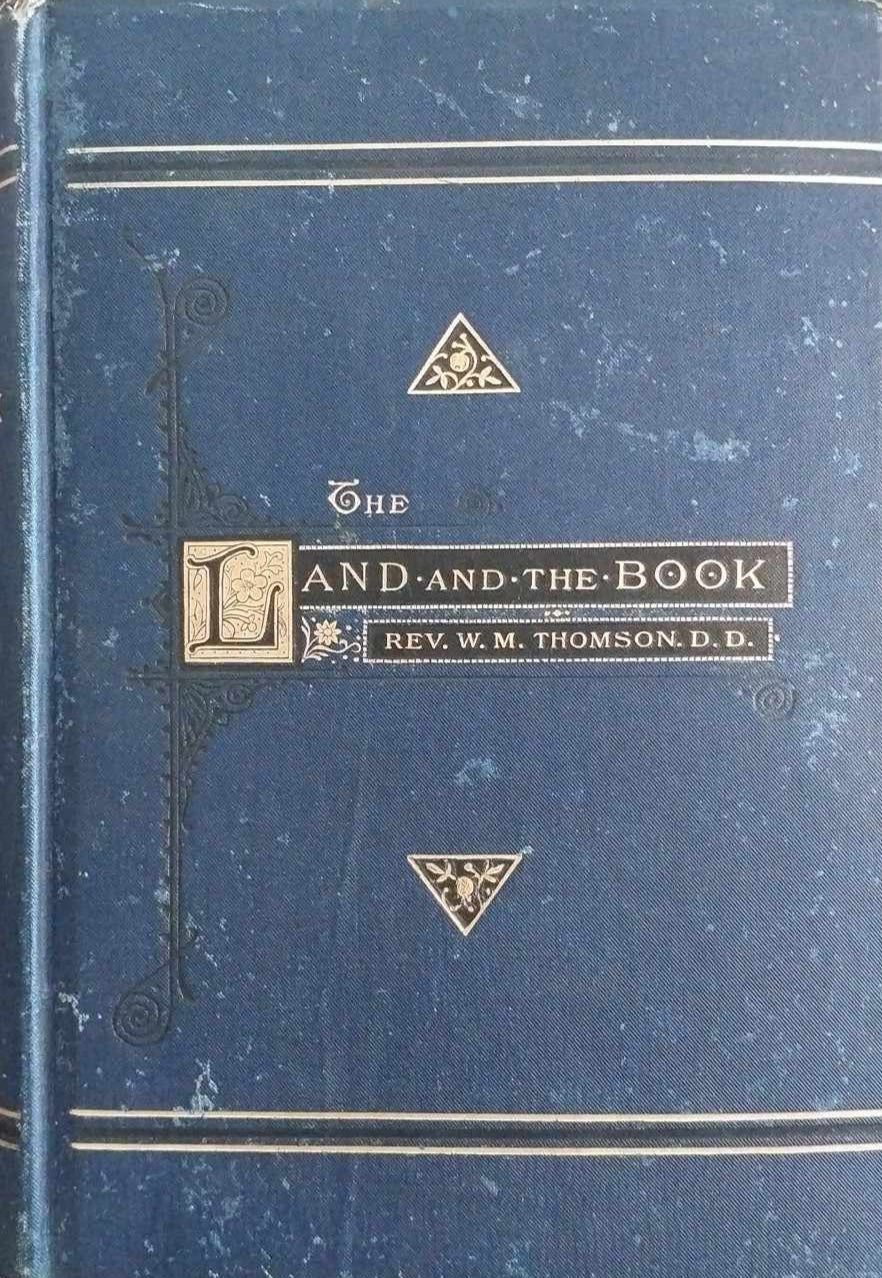 The
LAND·AND·THE·BOOK
REV. W. M. THOMSON. D. D.